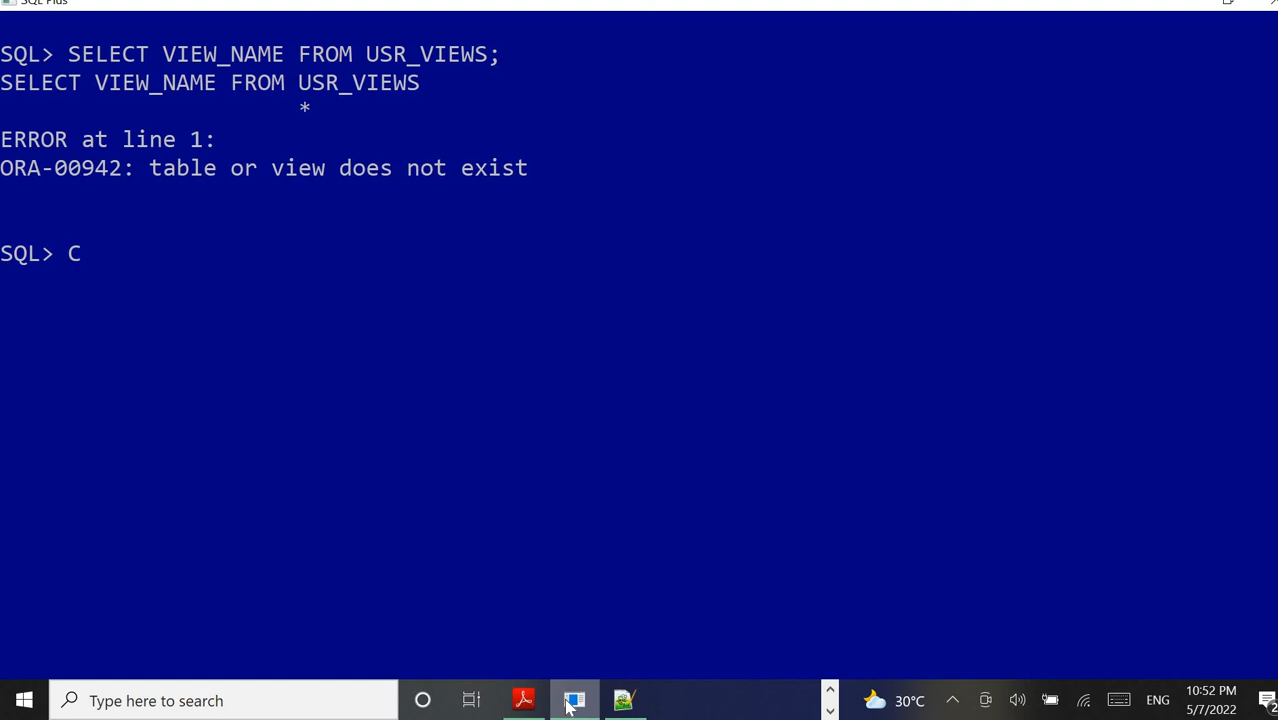 SQL Plus
SQL> SELECT VIEW_NAME FROM USR_VIEWS;
SELECT VIEW_NAME FROM USR_VIEWS
*
ERROR at line 1:
ORA-00942: table or view does not exist
SQL> C
Type here to search
30°C
ENG
10:52 PM
5/7/2022
2